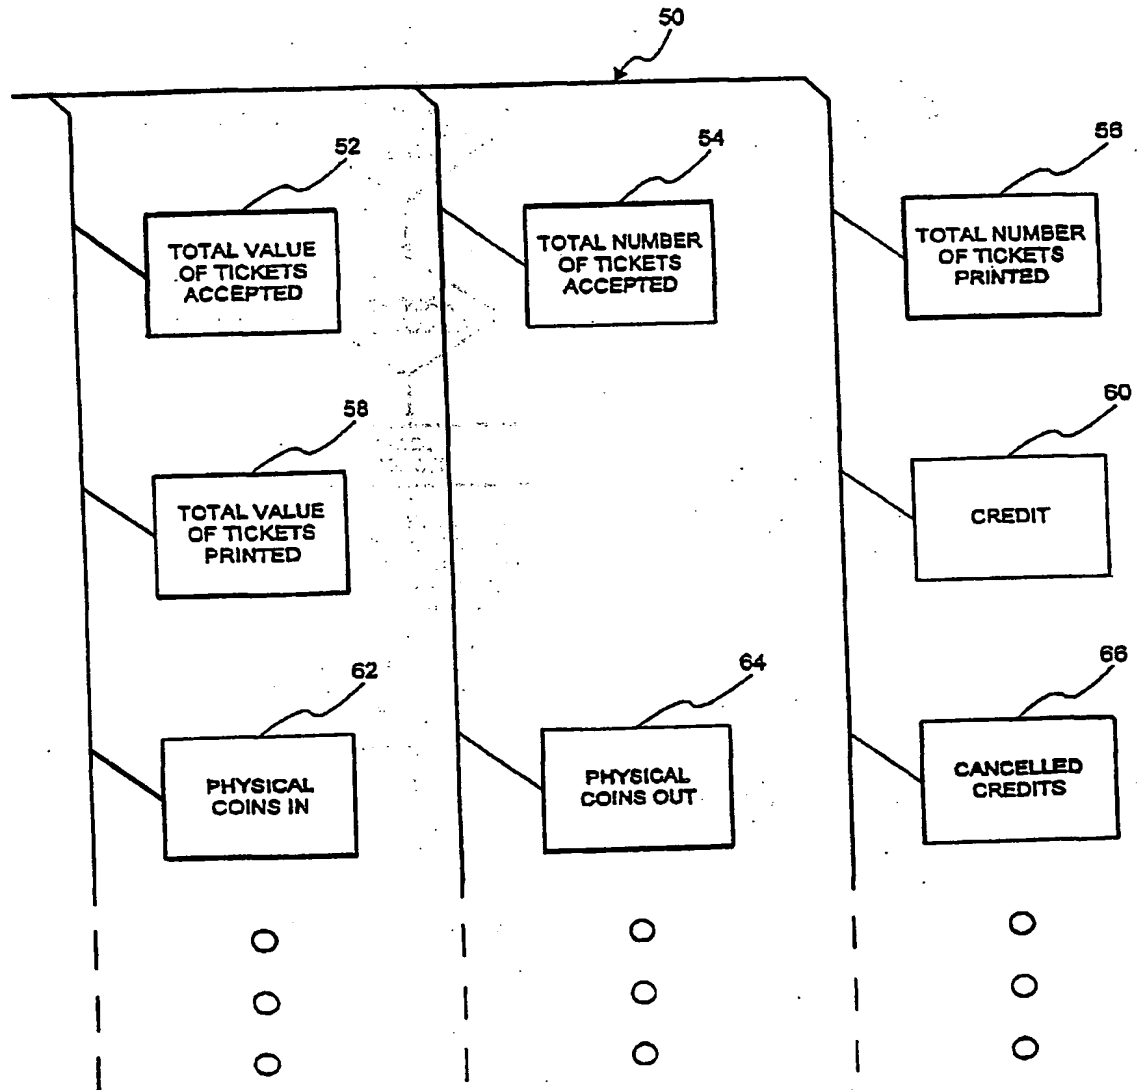 50
52
54
56
TOTAL VALUE
OF TICKETS
ACCEPTED
TOTAL NUMBER
OF TICKETS
ACCEPTED
TOTAL NUMBER
OF TICKETS
PRINTED
58
60
TOTAL VALUE
OF TICKETS
PRINTED
CREDIT
62
64
66
PHYSICAL
COINS IN
PHYSICAL
COINS OUT
CANCELLED
CREDITS